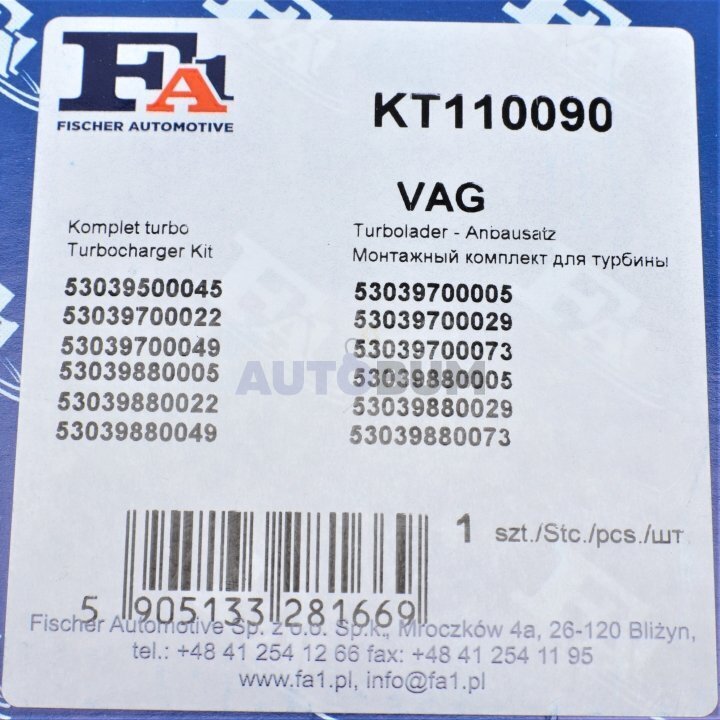 FA1
FISCHER AUTOMOTIVE
KT110090
VAG
Komplet turbo
Turbocharger Kit
Turbolader - Anbausatz
Монтажный комплект для турбины
53039500045
53039700022
53039700049
53039880005
53039880022
53039880049
53039700005
53039700029
53039700073
53039880005
53039880029
53039880073
AUTOBUM
1 szt./Stc./pcs./шт
5 905133 281669
Fischer Automotive Sp. z o.o. Sp.k., Mroczków 4a, 26-120 Bliżyn,
tel.: +48 41 254 12 66 fax: +48 41 254 11 95
www.fa1.pl, info@fa1.pl